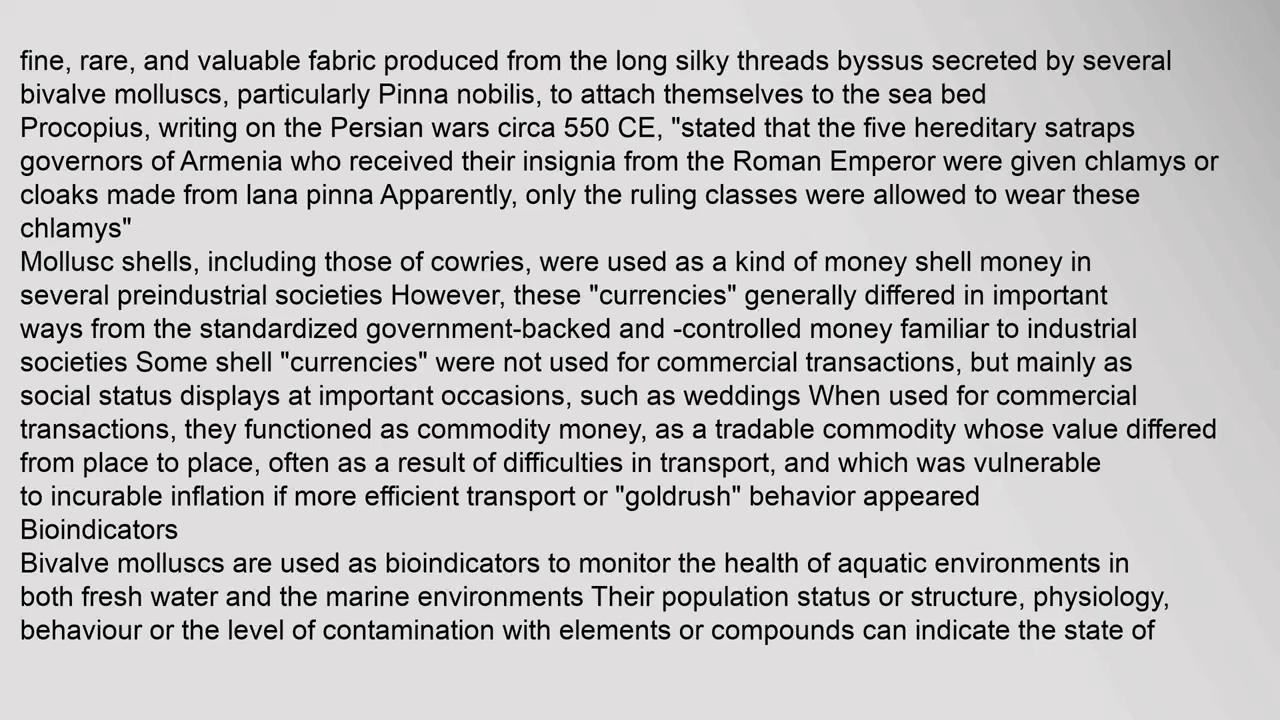 fine, rare, and valuable fabric produced from the long silky threads byssus secreted by several
bivalve molluscs, particularly Pinna nobilis, to attach themselves to the sea bed
Procopius, writing on the Persian wars circa 550 CE, "stated that the five hereditary satraps
governors of Armenia who received their insignia from the Roman Emperor were given chlamys or
cloaks made from lana pinna Apparently, only the ruling classes were allowed to wear these
chlamys"
Mollusc shells, including those of cowries, were used as a kind of money shell money in
several preindustrial societies However, these "currencies" generally differed in important
ways from the standardized government-backed and -controlled money familiar to industrial
societies Some shell "currencies" were not used for commercial transactions, but mainly as
social status displays at important occasions, such as weddings When used for commercial
transactions, they functioned as commodity money, as a tradable commodity whose value differed
from place to place, often as a result of difficulties in transport, and which was vulnerable
to incurable inflation if more efficient transport or "goldrush" behavior appeared
Bioindicators
Bivalve molluscs are used as bioindicators to monitor the health of aquatic environments in
both fresh water and the marine environments Their population status or structure, physiology,
behaviour or the level of contamination with elements or compounds can indicate the state of